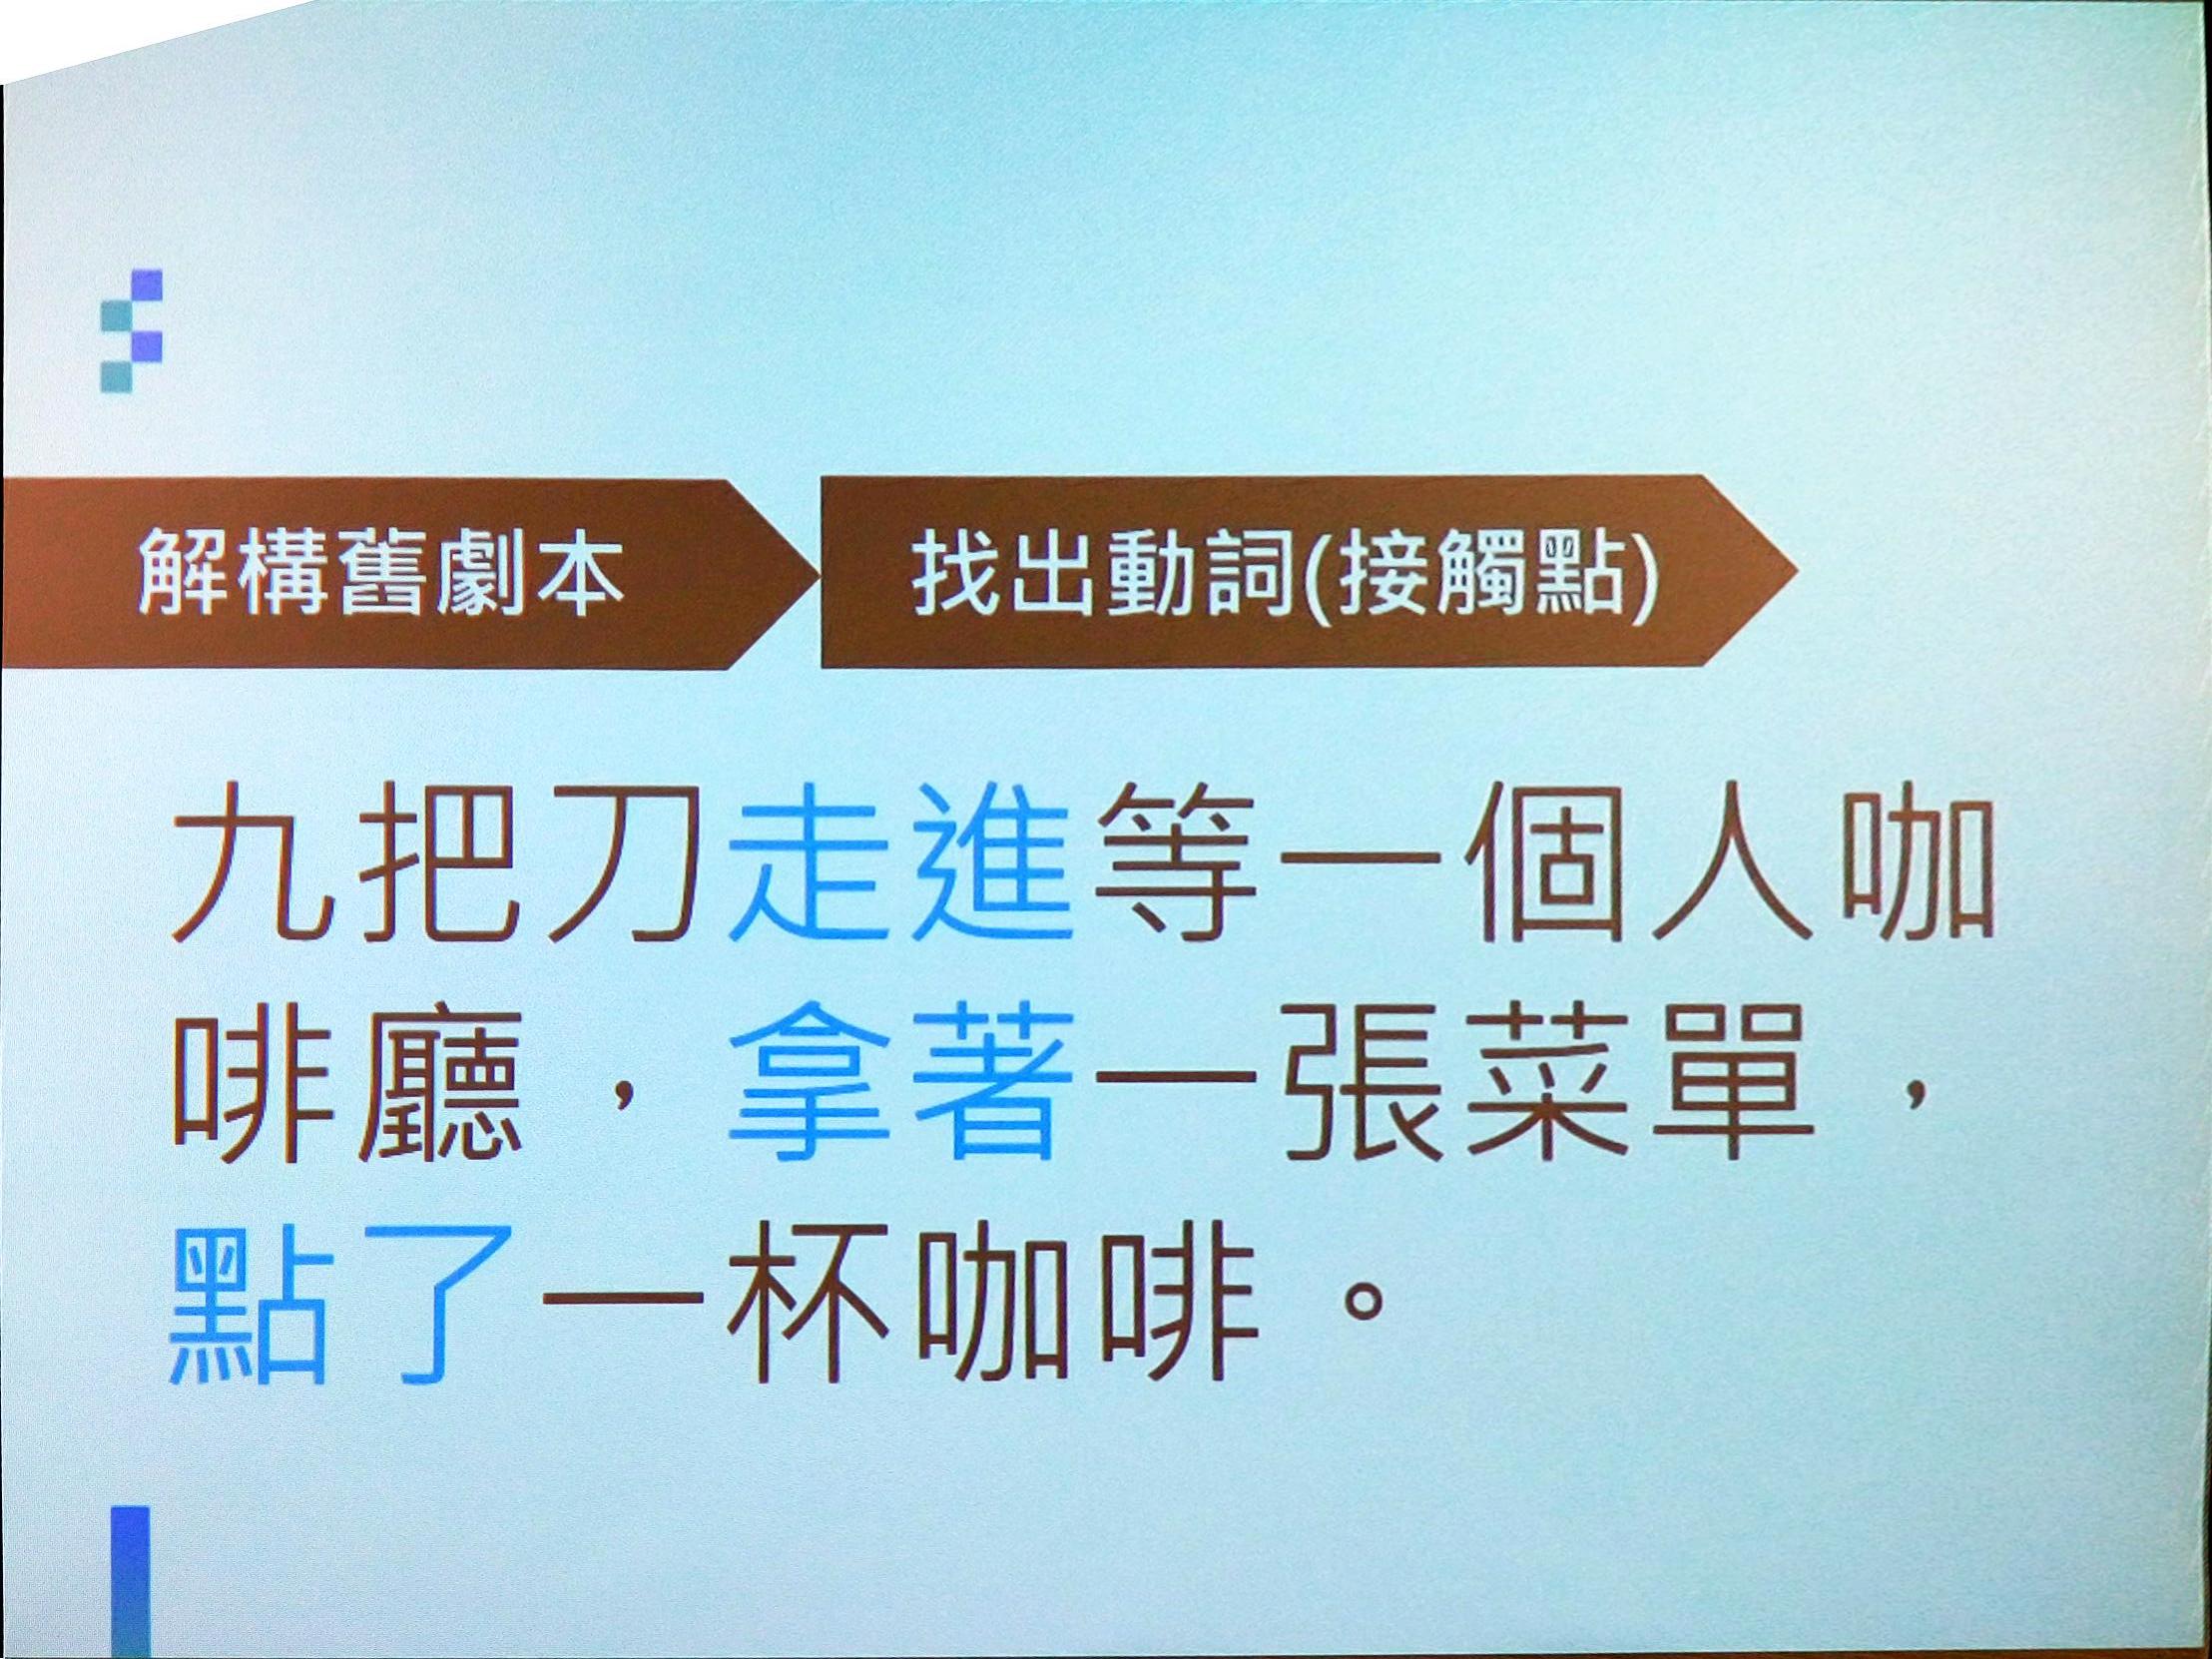 解構舊劇本
找出動詞(接觸點)
九把刀走進等一個人咖
啡廳，拿著一張菜單，
點了一杯咖啡。